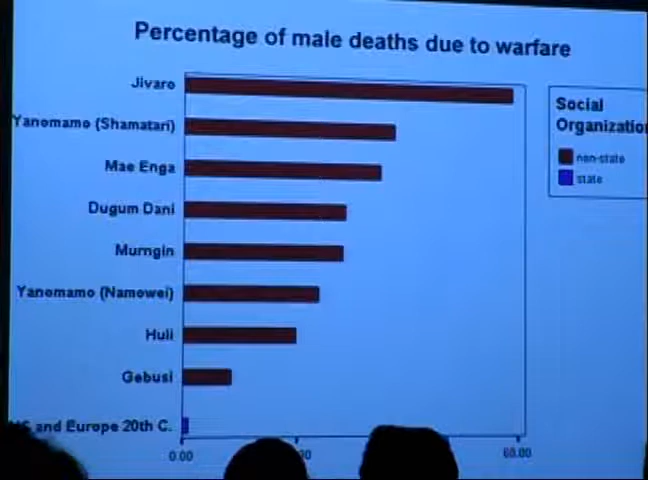 Percentage of male deaths due to warfare
Jivaro
Yanomamo (Shamatari)
Mae Enga
Dugum Dani
Murngin
Yanomamo (Namowei)
Huli
Gebusi
and Europe 20th C.
0.00
60.00
Social
Organization
non-state
state